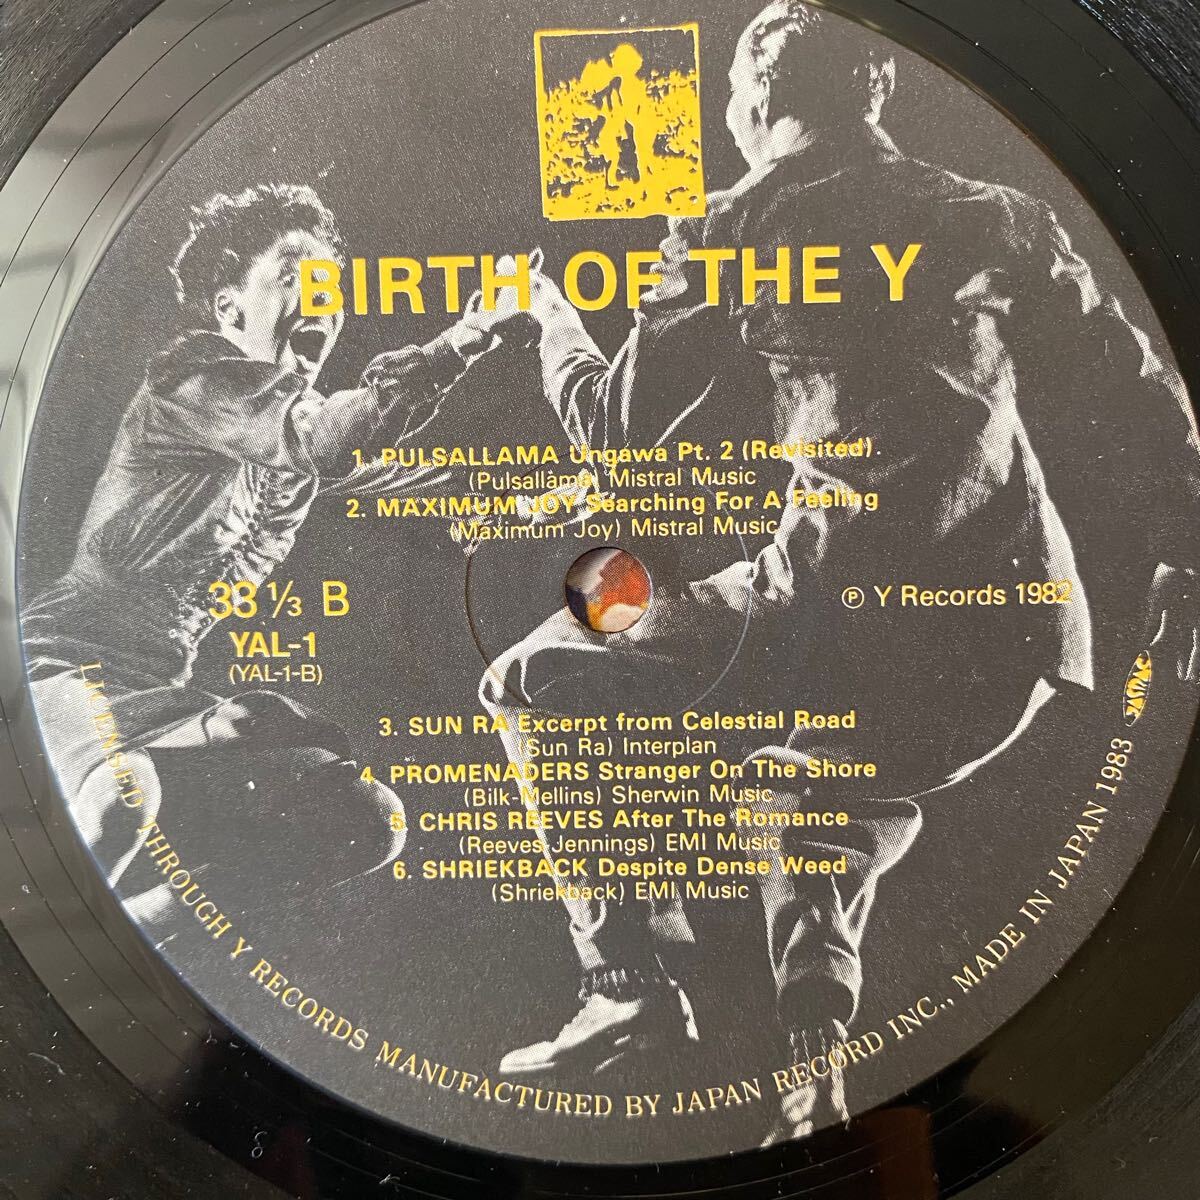 BIRTH OF THE Y
1. PULSALLAMA Ungawa Pt. 2 (Revisited).
(Pulsallama) Mistral Music
2. MAXIMUM JOY Searching For A Feeling
(Maximum Joy) Mistral Music
33 ⅓ B
YAL-1
(YAL-1-B)
Ⓟ Y Records 1982
3. SUN RA Excerpt from Celestial Road
(Sun Ra) Interplan
4. PROMENADERS Stranger On The Shore
(Bilk-Mellins) Sherwin Music
5. CHRIS REEVES After The Romance
(Reeves-Jennings) EMI Music
6. SHRIEKBACK Despite Dense Weed
(Shriekback) EMI Music
LICENSED THROUGH Y RECORDS MANUFACTURED BY JAPAN RECORD INC., MADE IN JAPAN 1983